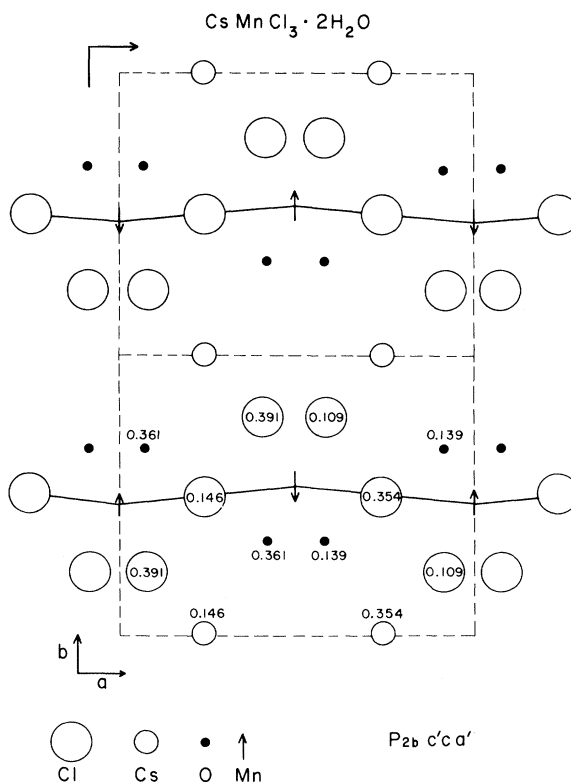 Cs Mn Cl₃ · 2H₂O
0.391 0.109
0.361 0.139
0.146 0.354
0.361 0.139
0.391 0.109
0.146 0.354
b
a
P₂b c'c a'
Cl Cs O Mn